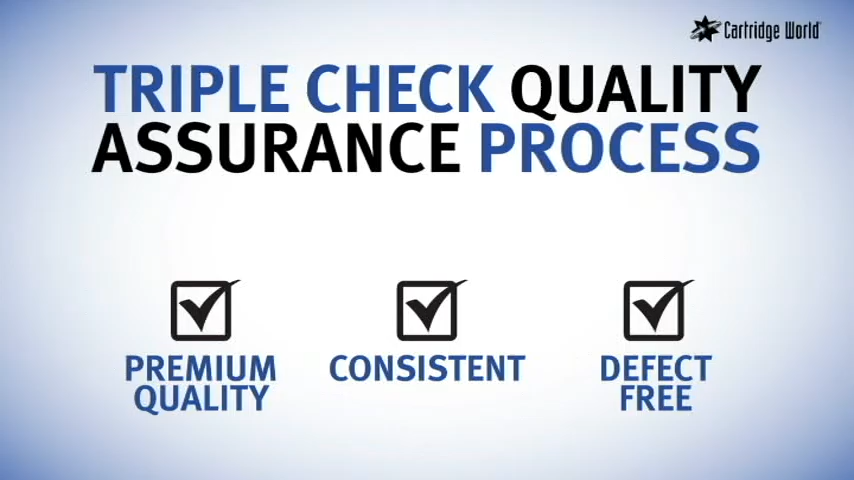 Cartridge World
TRIPLE CHECK QUALITY
ASSURANCE PROCESS
PREMIUM
QUALITY
CONSISTENT
DEFECT
FREE